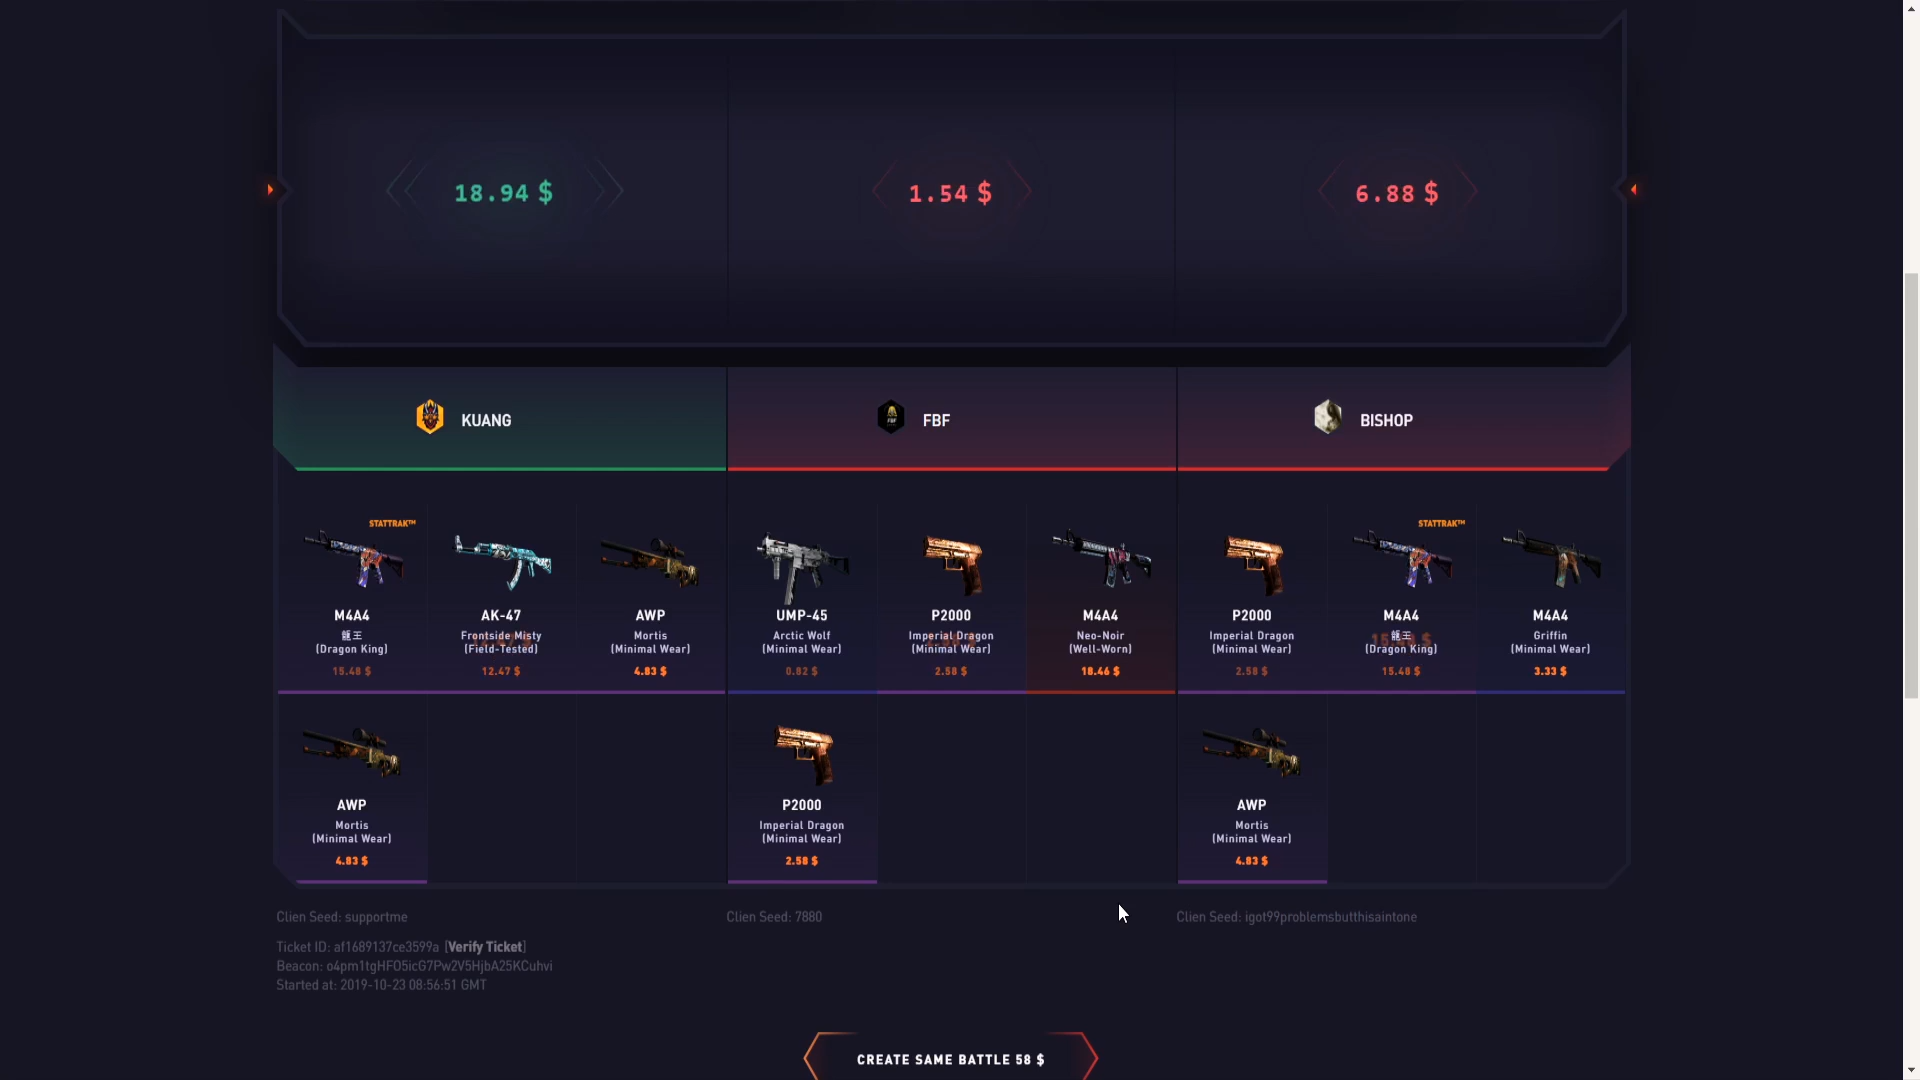 18.94 $
1.54 $
6.88 $
KUANG
FBF
BISHOP
STATTRAK™
M4A4
龍王
(Dragon King)
15.48 $
AK-47
Frontside Misty
(Field-Tested)
12.47 $
AWP
Mortis
(Minimal Wear)
4.83 $
UMP-45
Arctic Wolf
(Minimal Wear)
0.82 $
P2000
Imperial Dragon
(Minimal Wear)
2.58 $
M4A4
Neo-Noir
(Well-Worn)
18.46 $
P2000
Imperial Dragon
(Minimal Wear)
2.58 $
STATTRAK™
M4A4
龍王
(Dragon King)
15.48 $
M4A4
Griffin
(Minimal Wear)
3.33 $
AWP
Mortis
(Minimal Wear)
4.83 $
P2000
Imperial Dragon
(Minimal Wear)
2.58 $
AWP
Mortis
(Minimal Wear)
4.83 $
Clien Seed: supportme
Clien Seed: 7880
Clien Seed: igot99problemsbutthisaintone
Ticket ID: af1689137ce3599a [Verify Ticket]
Beacon: o4pm1tgHFO5icG7Pw2V5HjbA25KCuhvi
Started at: 2019-10-23 08:56:51 GMT
CREATE SAME BATTLE 58 $